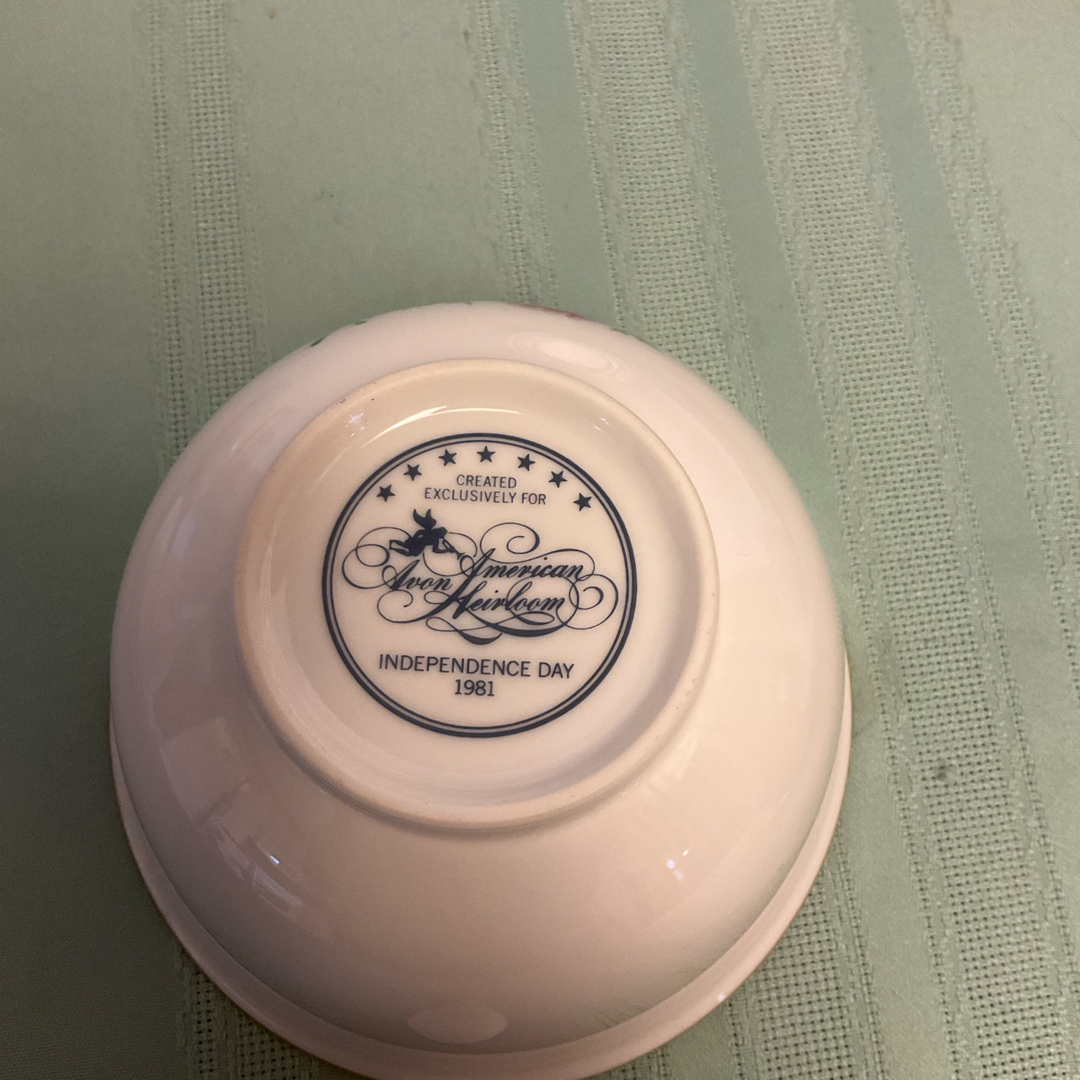 CREATED
EXCLUSIVELY FOR
Avon American
Heirloom
INDEPENDENCE DAY
1981